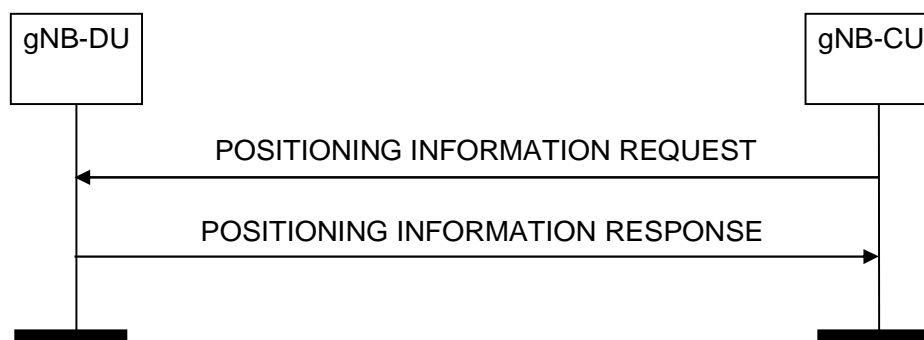 gNB-DU
gNB-CU
POSITIONING INFORMATION REQUEST
POSITIONING INFORMATION RESPONSE